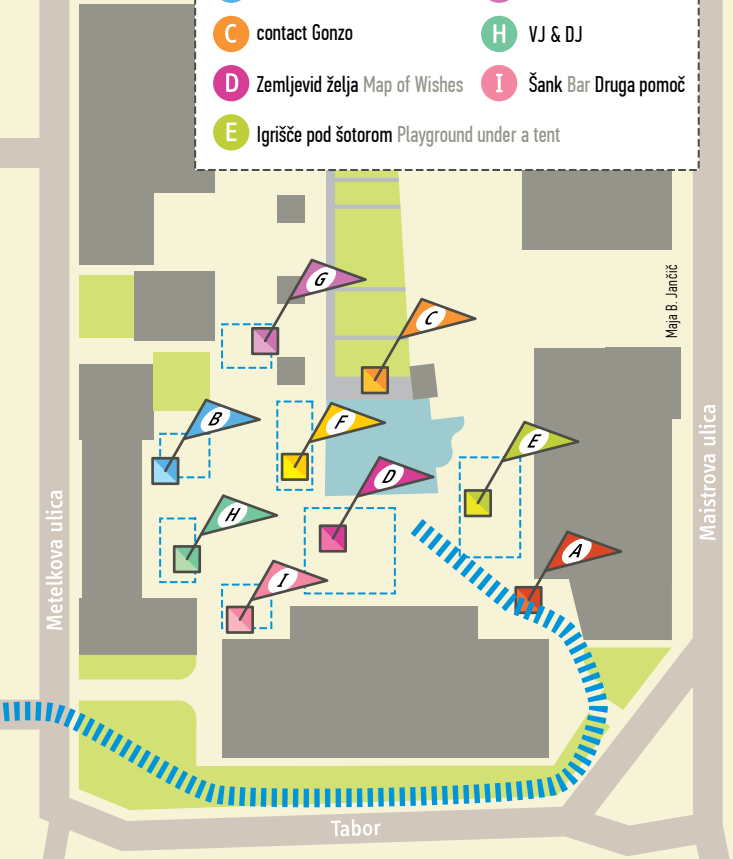 C contact Gonzo
H VJ & DJ
D Zemljevid želja Map of Wishes
I Šank Bar Druga pomoč
E Igrišče pod šotorom Playground under a tent
Maja B. Jančič
G
C
B
F
E
D
H
A
I
Metelkova ulica
Maistrova ulica
Tabor